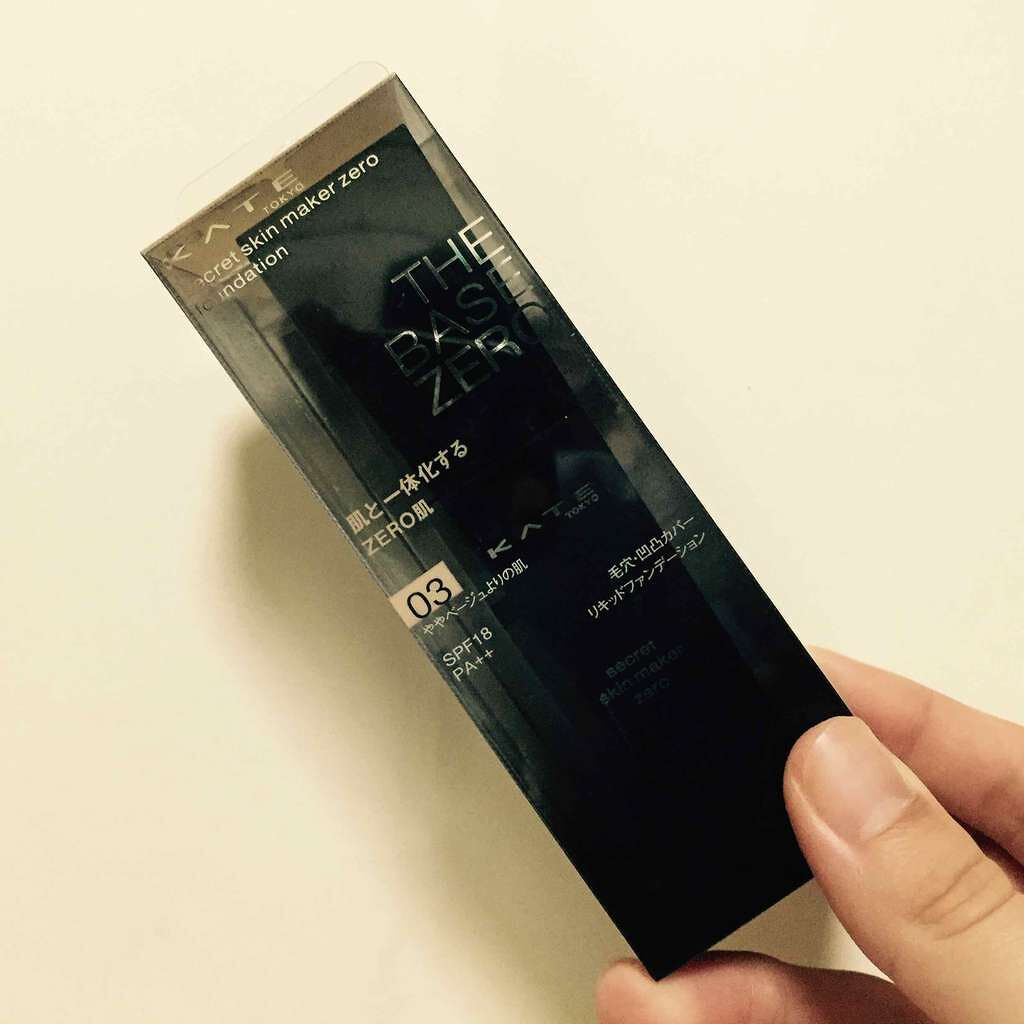 KATE
TOKYO
secret skin maker zero
foundation
THE
BASE
ZERO
肌と一体化する
ZERO肌
KATE
TOKYO
03
ややベージュよりの肌
SPF18
PA++
毛穴・凹凸カバー
リキッドファンデーション
secret
skin maker
zero